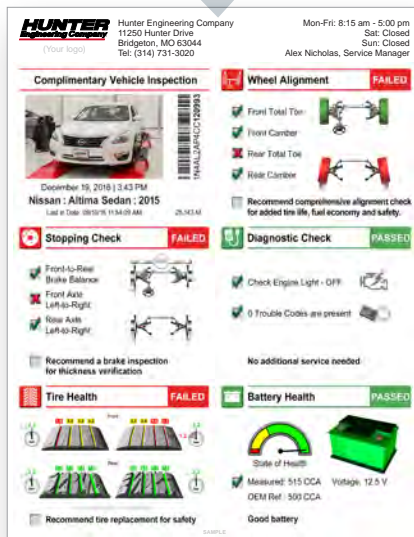 HUNTER
Engineering Company
(Your logo)
Hunter Engineering Company
11250 Hunter Drive
Bridgeton, MO 63044
Tel: (314) 731-3020
Mon-Fri: 8:15 am - 5:00 pm
Sat: Closed
Sun: Closed
Alex Nicholas, Service Manager
Complimentary Vehicle Inspection
1N4AL2AP4CC120993
December 19, 2016 | 3:43 PM
Nissan : Altima Sedan : 2015
Wheel Alignment FAILED
Front Total Toe
Front Camber
Rear Total Toe
Rear Camber
Recommend comprehensive alignment check
for added tire life, fuel economy and safety.
Stopping Check FAILED
Front-to-Rear
Brake Balance
Front Axle
Left-to-Right
Rear Axle
Left-to-Right
Recommend a brake inspection
for thickness verification
Diagnostic Check PASSED
Check Engine Light - OFF
0 Trouble Codes are present
No additional service needed
Tire Health FAILED
Front
Rear
Recommend tire replacement for safety
Battery Health PASSED
State of Health
Measured: 515 CCA
OEM Ref.: 500 CCA
Voltage: 12.5 V
Good battery
SAMPLE